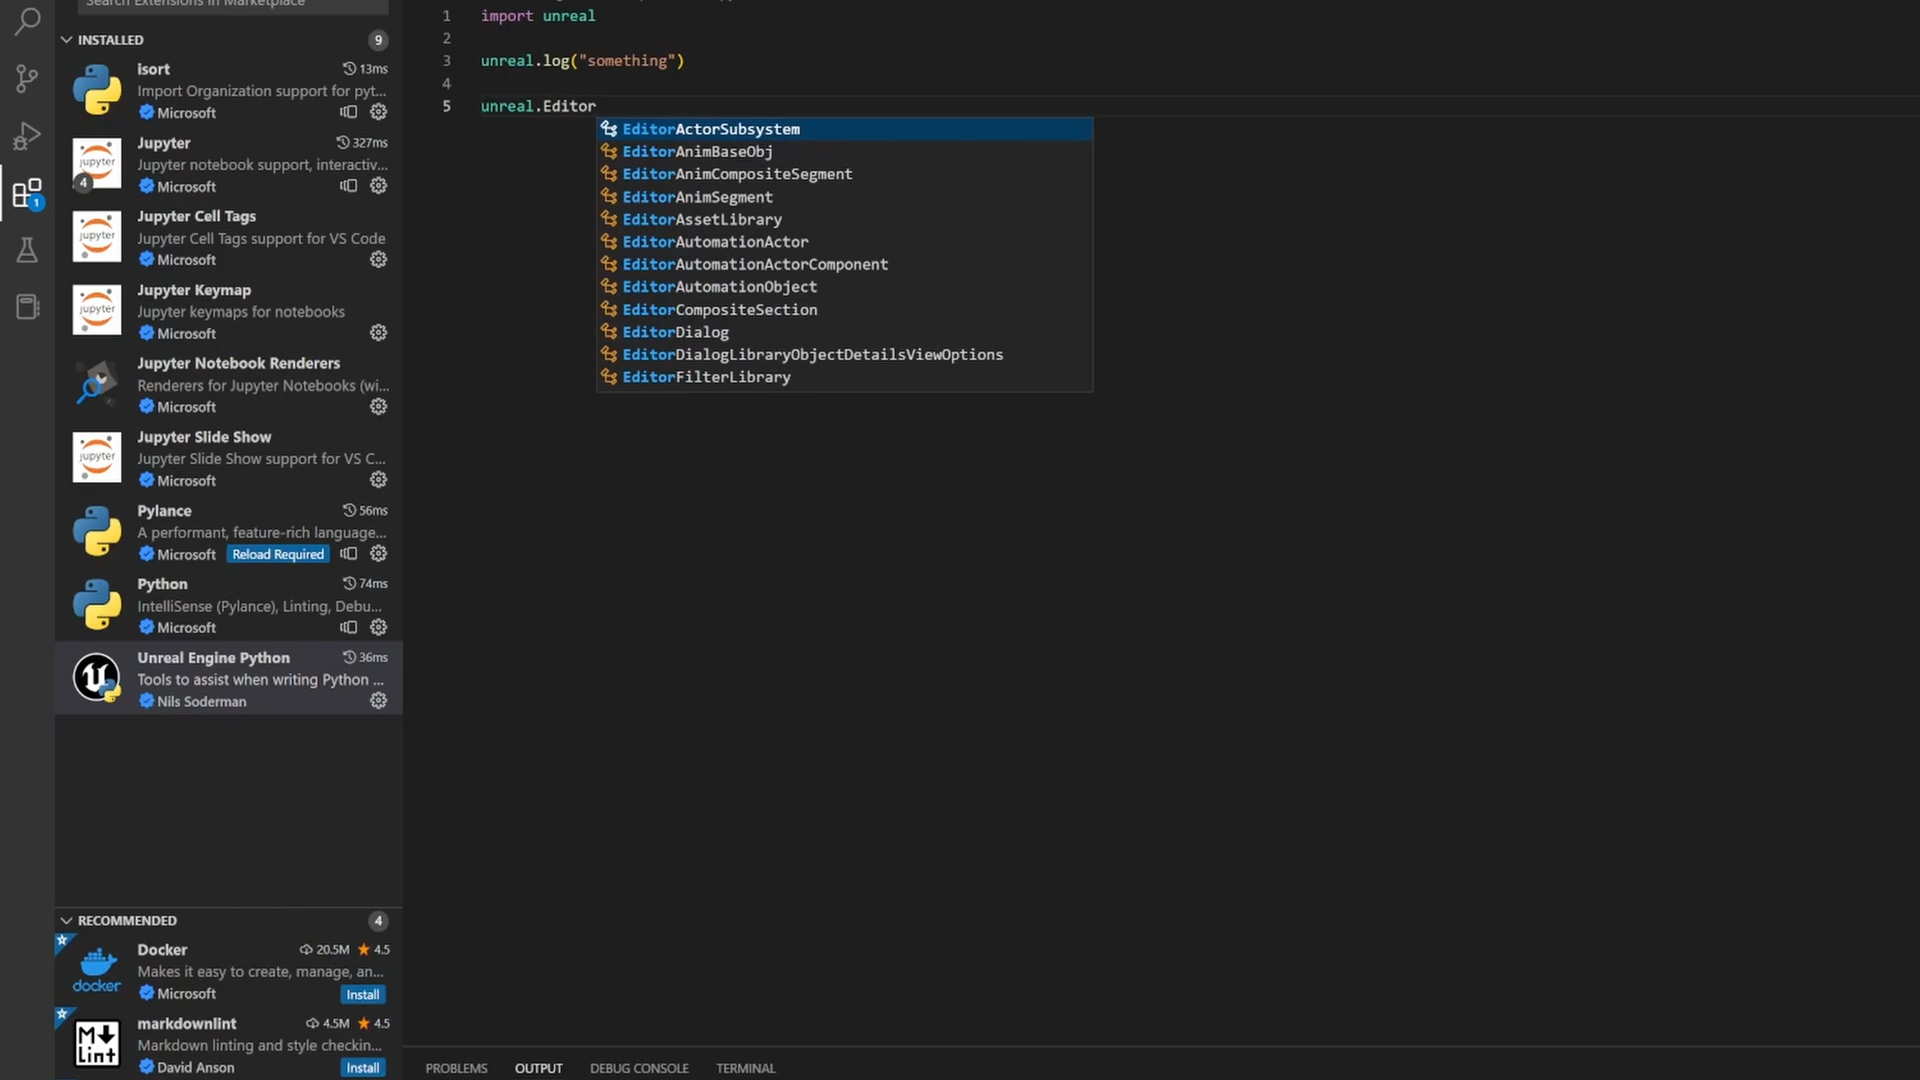 Search Extensions in Marketplace
INSTALLED
9
isort
13ms
Import Organization support for pyt...
Microsoft
jupyter
4
Jupyter
327ms
Jupyter notebook support, interactiv...
Microsoft
jupyter
Jupyter Cell Tags
Jupyter Cell Tags support for VS Code
Microsoft
1
jupyter
Jupyter Keymap
Jupyter keymaps for notebooks
Microsoft
Jupyter Notebook Renderers
Renderers for Jupyter Notebooks (wi...
Microsoft
jupyter
Jupyter Slide Show
Jupyter Slide Show support for VS C...
Microsoft
Pylance
56ms
A performant, feature-rich language...
Microsoft
Reload Required
Python
74ms
IntelliSense (Pylance), Linting, Debu...
Microsoft
Unreal Engine Python
36ms
Tools to assist when writing Python ...
Nils Soderman
RECOMMENDED
4
docker
Docker
20.5M
4.5
Makes it easy to create, manage, an...
Microsoft
Install
M
Lint
markdownlint
4.5M
4.5
Markdown linting and style checkin...
David Anson
Install
1 import unreal
2
3 unreal.log("something")
4
5 unreal.Editor
EditorActorSubsystem
EditorAnimBaseObj
EditorAnimCompositeSegment
EditorAnimSegment
EditorAssetLibrary
EditorAutomationActor
EditorAutomationActorComponent
EditorAutomationObject
EditorCompositeSection
EditorDialog
EditorDialogLibraryObjectDetailsViewOptions
EditorFilterLibrary
PROBLEMS
OUTPUT
DEBUG CONSOLE
TERMINAL